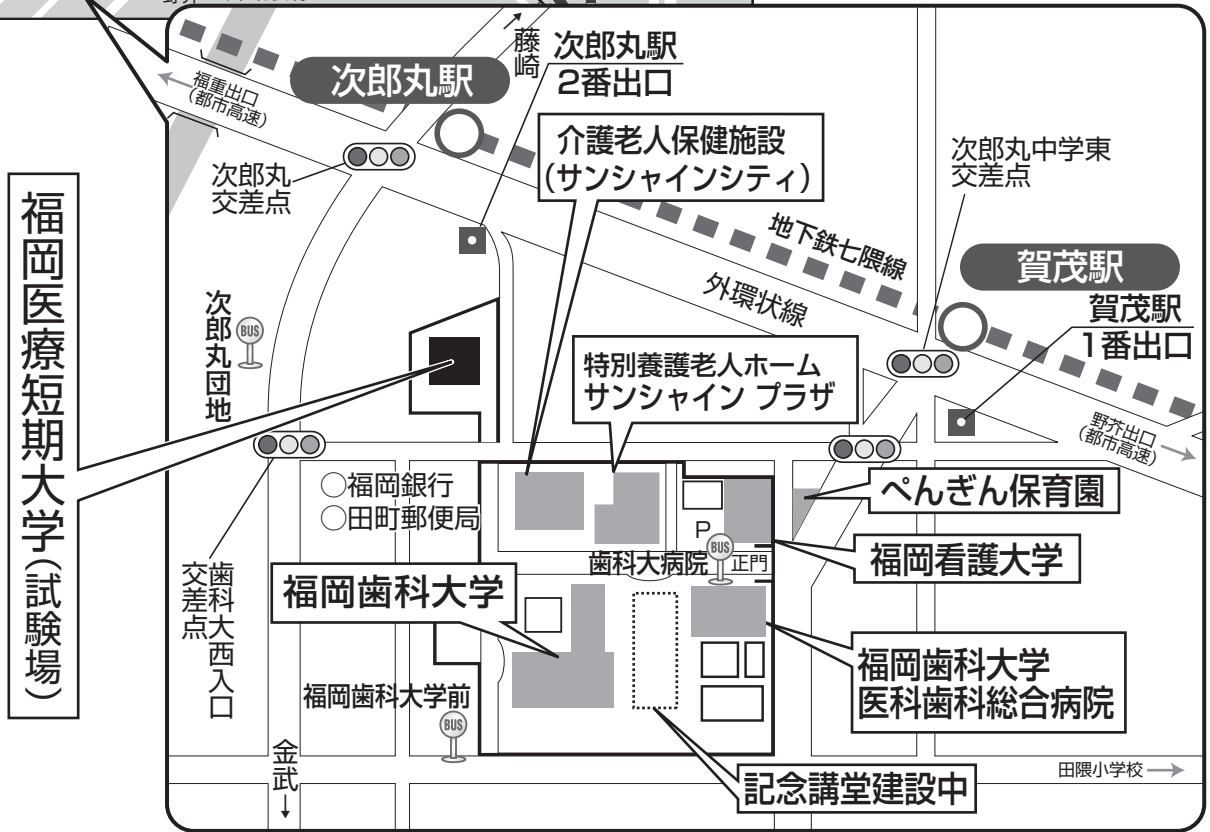 藤崎
次郎丸駅
2番出口
次郎丸駅
福重出口
(都市高速)
介護老人保健施設
(サンシャインシティ)
次郎丸中学東
交差点
次郎丸
交差点
地下鉄七隈線
外環状線
賀茂駅
賀茂駅
1番出口
福岡医療短期大学(試験場)
次郎丸団地
BUS
特別養護老人ホーム
サンシャイン プラザ
野芥出口
(都市高速)
○福岡銀行
○田町郵便局
ぺんぎん保育園
P
BUS
歯科大病院
正門
福岡看護大学
福岡歯科大学
歯科大西入口
交差点
福岡歯科大学
医科歯科総合病院
福岡歯科大学前
BUS
金武
記念講堂建設中
田隈小学校